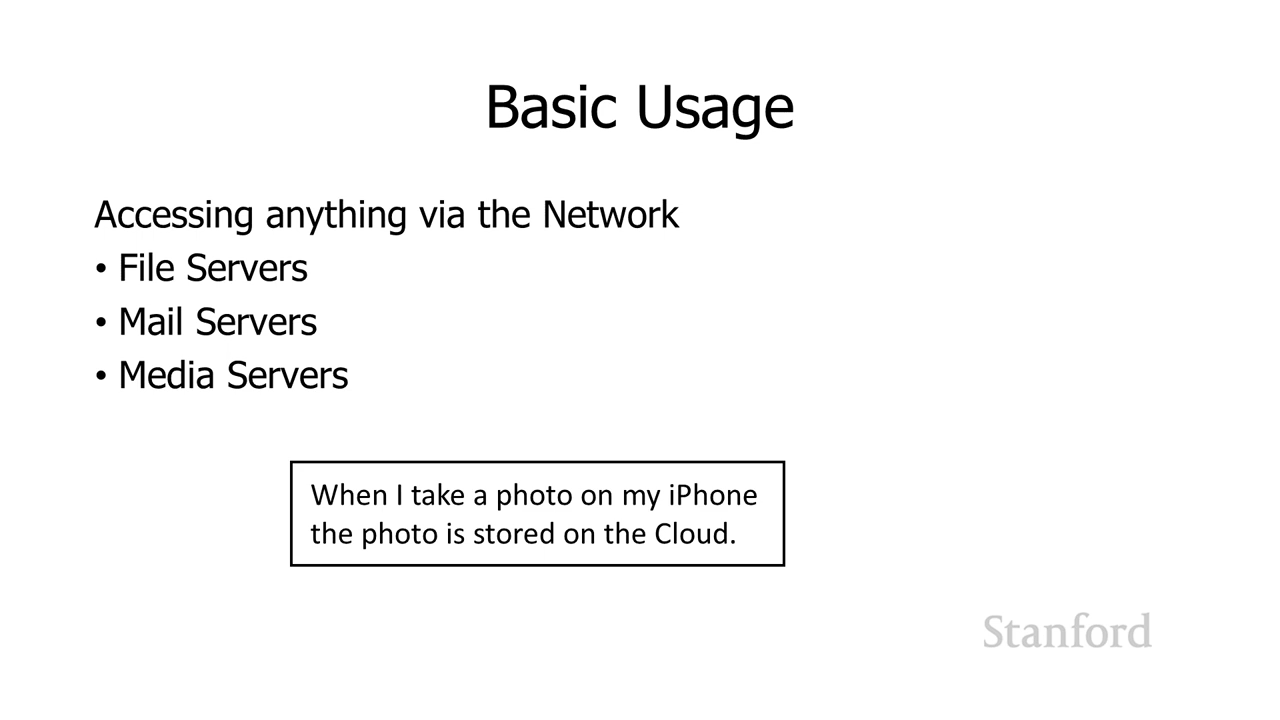 Basic Usage
Accessing anything via the Network
• File Servers
• Mail Servers
• Media Servers
When I take a photo on my iPhone
the photo is stored on the Cloud.
Stanford